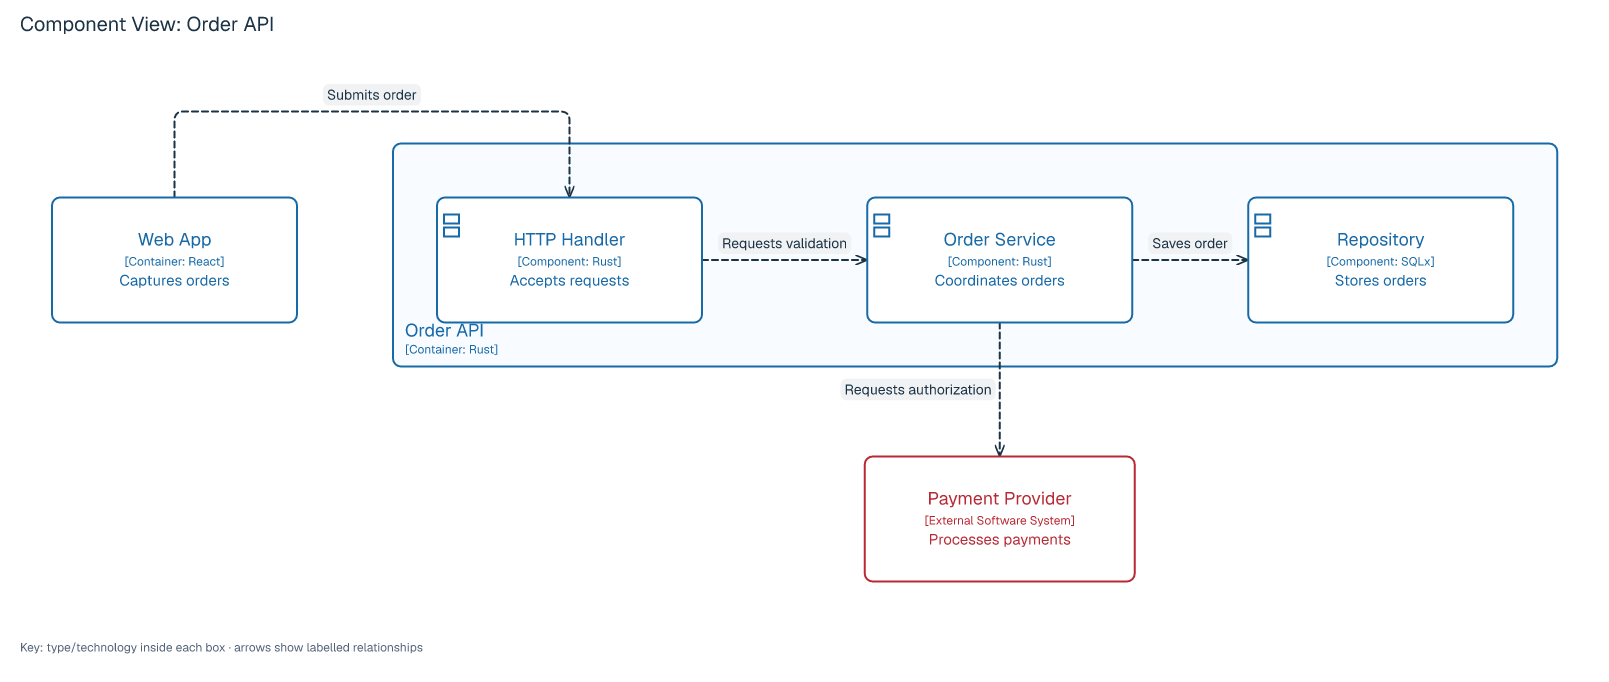 Component View: Order API
Submits order
Web App
[Container: React]
Captures orders
HTTP Handler
[Component: Rust]
Accepts requests
Requests validation
Order Service
[Component: Rust]
Coordinates orders
Saves order
Repository
[Component: SQLx]
Stores orders
Order API
[Container: Rust]
Requests authorization
Payment Provider
[External Software System]
Processes payments
Key: type/technology inside each box · arrows show labelled relationships